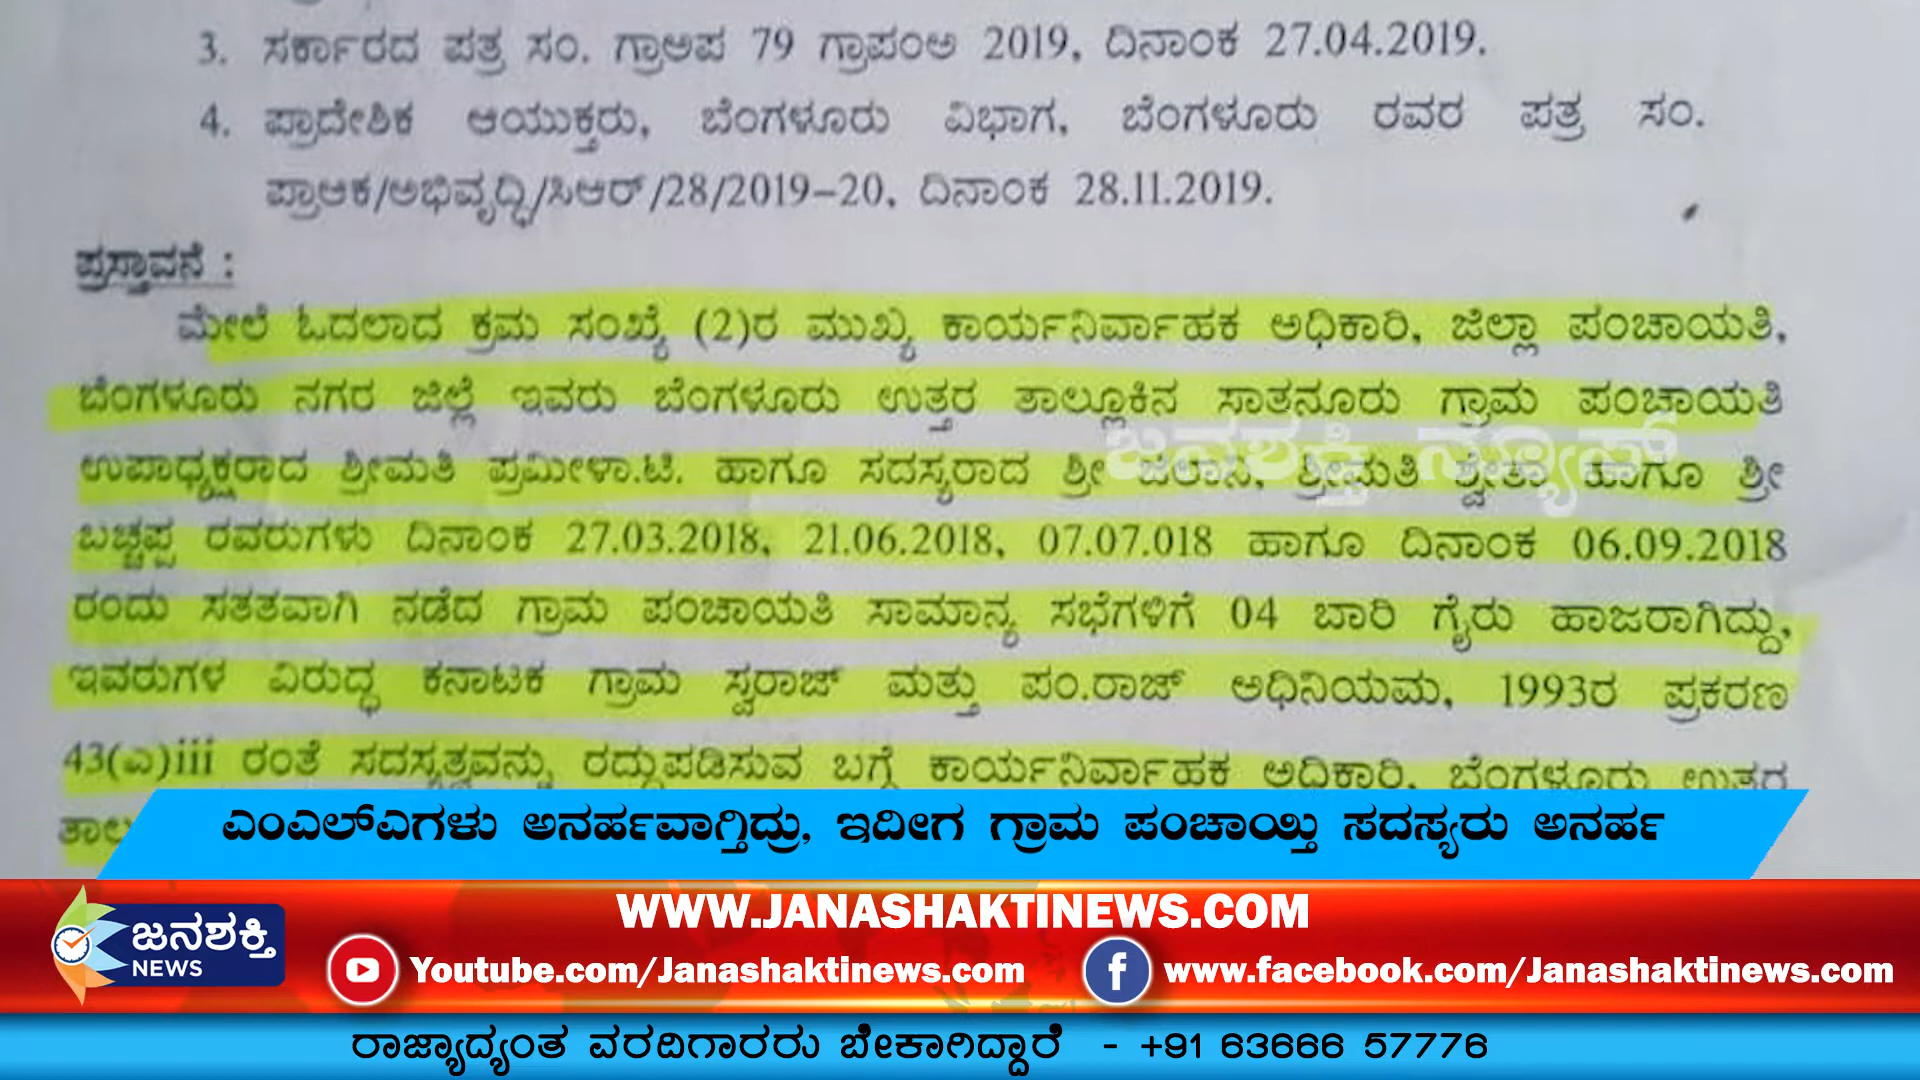 3. ಸರ್ಕಾರದ ಪತ್ರ ಸಂ. ಗ್ರಾಅಪ 79 ಗ್ರಾಪಂಅ 2019, ದಿನಾಂಕ 27.04.2019.
4. ಪ್ರಾದೇಶಿಕ ಆಯುಕ್ತರು, ಬೆಂಗಳೂರು ವಿಭಾಗ, ಬೆಂಗಳೂರು ರವರ ಪತ್ರ ಸಂ.
ಪ್ರಾಆಕ/ಅಭಿವೃದ್ಧಿ/ಸಿಆರ್/28/2019-20, ದಿನಾಂಕ 28.11.2019.
ಪ್ರಸ್ತಾವನೆ :
ಮೇಲೆ ಓದಲಾದ ಕ್ರಮ ಸಂಖ್ಯೆ (2)ರ ಮುಖ್ಯ ಕಾರ್ಯನಿರ್ವಾಹಕ ಅಧಿಕಾರಿ, ಜಿಲ್ಲಾ ಪಂಚಾಯತಿ,
ಬೆಂಗಳೂರು ನಗರ ಜಿಲ್ಲೆ ಇವರು ಬೆಂಗಳೂರು ಉತ್ತರ ತಾಲ್ಲೂಕಿನ ಸಾತನೂರು ಗ್ರಾಮ ಪಂಚಾಯತಿ
ಜನಶಕ್ತಿ ನ್ಯೂಸ್
ಉಪಾಧ್ಯಕ್ಷರಾದ ಶ್ರೀಮತಿ ಪ್ರಮೀಳಾ.ಟಿ. ಹಾಗೂ ಸದಸ್ಯರಾದ ಶ್ರೀ ಶ್ರೀಮತಿ ಶ್ವೇತಾ ಹಾಗೂ ಶ್ರೀ
ಬಚ್ಚಪ್ಪ ರವರುಗಳು ದಿನಾಂಕ 27.03.2018, 21.06.2018, 07.07.018 ಹಾಗೂ ದಿನಾಂಕ 06.09.2018
ರಂದು ಸತತವಾಗಿ ನಡೆದ ಗ್ರಾಮ ಪಂಚಾಯತಿ ಸಾಮಾನ್ಯ ಸಭೆಗಳಿಗೆ 04 ಬಾರಿ ಗೈರು ಹಾಜರಾಗಿದ್ದು,
ಇವರುಗಳ ವಿರುದ್ಧ ಕರ್ನಾಟಕ ಗ್ರಾಮ ಸ್ವರಾಜ್ ಮತ್ತು ಪಂ.ರಾಜ್ ಅಧಿನಿಯಮ, 1993ರ ಪ್ರಕರಣ
43(ಎ)iii ರಂತೆ ಸದಸ್ಯತ್ವವನ್ನು ರದ್ದುಪಡಿಸುವ ಬಗ್ಗೆ ಕಾರ್ಯನಿರ್ವಾಹಕ ಅಧಿಕಾರಿ, ಬೆಂಗಳೂರು ಉತ್ತರ
ಎಂಎಲ್ಎಗಳು ಅನರ್ಹವಾಗ್ತಿದ್ರು, ಇದೀಗ ಗ್ರಾಮ ಪಂಚಾಯ್ತಿ ಸದಸ್ಯರು ಅನರ್ಹ
WWW.JANASHAKTINEWS.COM
ಜನಶಕ್ತಿ
NEWS
Youtube.com/Janashaktinews.com
www.facebook.com/Janashaktinews.com
ರಾಜ್ಯಾದ್ಯಂತ ವರದಿಗಾರರು ಬೇಕಾಗಿದ್ದಾರೆ - +91 63666 57776